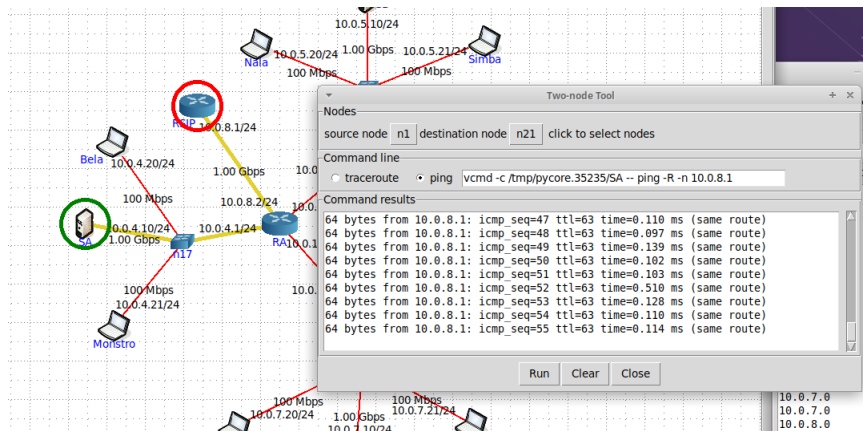 10.0.5.10/24
Nala
10.0.5.20/24
1.00 Gbps
10.0.5.21/24
Simba
100 Mbps
100 Mbps
10.0.8.1/24
Bela
10.0.4.20/24
1.00 Gbps
100 Mbps
10.0.8.2/24
10.0.4.10/24
1.00 Gbps
10.0.4.1/24
SA
n17
RA
100 Mbps
10.0.4.21/24
Monstro
100 Mbps
10.0.7.20/24
1.00 Gbps
10.0.7.10/24
100 Mbps
10.0.7.21/24
Two-node Tool
Nodes
source node n1 destination node n21 click to select nodes
Command line
traceroute ping vcmd -c /tmp/pycore.35235/SA -- ping -R -n 10.0.8.1
Command results
64 bytes from 10.0.8.1: icmp_seq=47 ttl=63 time=0.110 ms (same route)
64 bytes from 10.0.8.1: icmp_seq=48 ttl=63 time=0.097 ms (same route)
64 bytes from 10.0.8.1: icmp_seq=49 ttl=63 time=0.139 ms (same route)
64 bytes from 10.0.8.1: icmp_seq=50 ttl=63 time=0.102 ms (same route)
64 bytes from 10.0.8.1: icmp_seq=51 ttl=63 time=0.103 ms (same route)
64 bytes from 10.0.8.1: icmp_seq=52 ttl=63 time=0.510 ms (same route)
64 bytes from 10.0.8.1: icmp_seq=53 ttl=63 time=0.128 ms (same route)
64 bytes from 10.0.8.1: icmp_seq=54 ttl=63 time=0.110 ms (same route)
64 bytes from 10.0.8.1: icmp_seq=55 ttl=63 time=0.114 ms (same route)
Run Clear Close
10.0.7.0
10.0.7.0
10.0.8.0